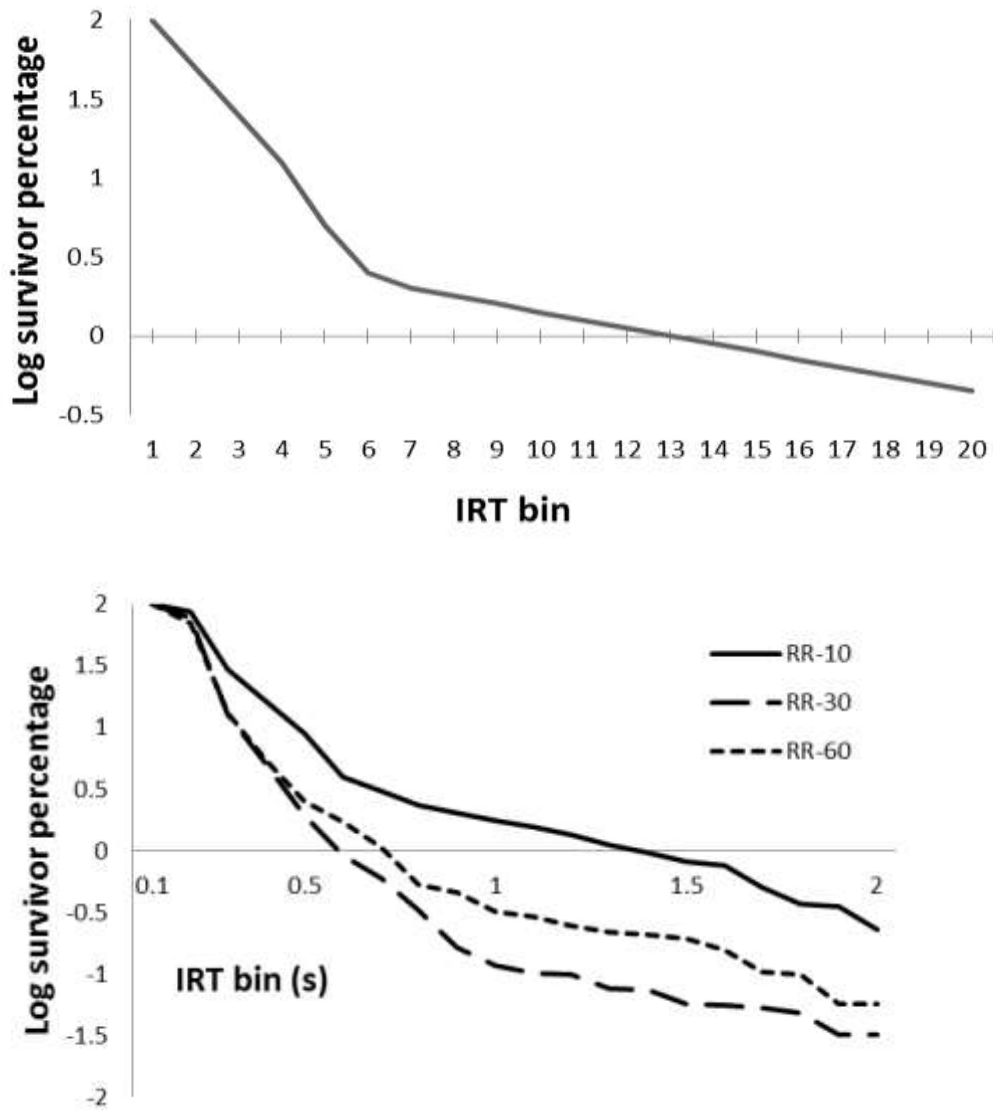 Log survivor percentage
2
1.5
1
0.5
0
-0.5
1 2 3 4 5 6 7 8 9 10 11 12 13 14 15 16 17 18 19 20
IRT bin
Log survivor percentage
2
1.5
1
0.5
0
-0.5
-1
-1.5
-2
0.1 0.5 1 1.5 2
RR-10
RR-30
RR-60
IRT bin (s)